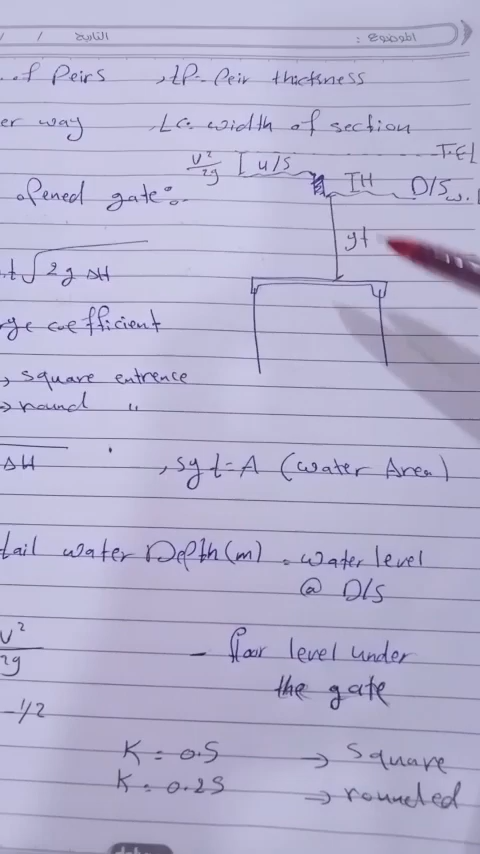 التاريخ / / الموضوع :
of Peirs , tP = Peir thickness
er way , Lc = width of section
V²/2g u/s T.E.L
IH D/S w.l
opened gate:-
yt
t √2g ΔH
ge coefficient
→ square entrence
→ round "
ΔH , syt = A (water Area)
tail water Depth(m) = water level
@ D/S
V²/2g - floor level under
the gate
-1/2
K = 0.5 → square
K = 0.25 → rounded